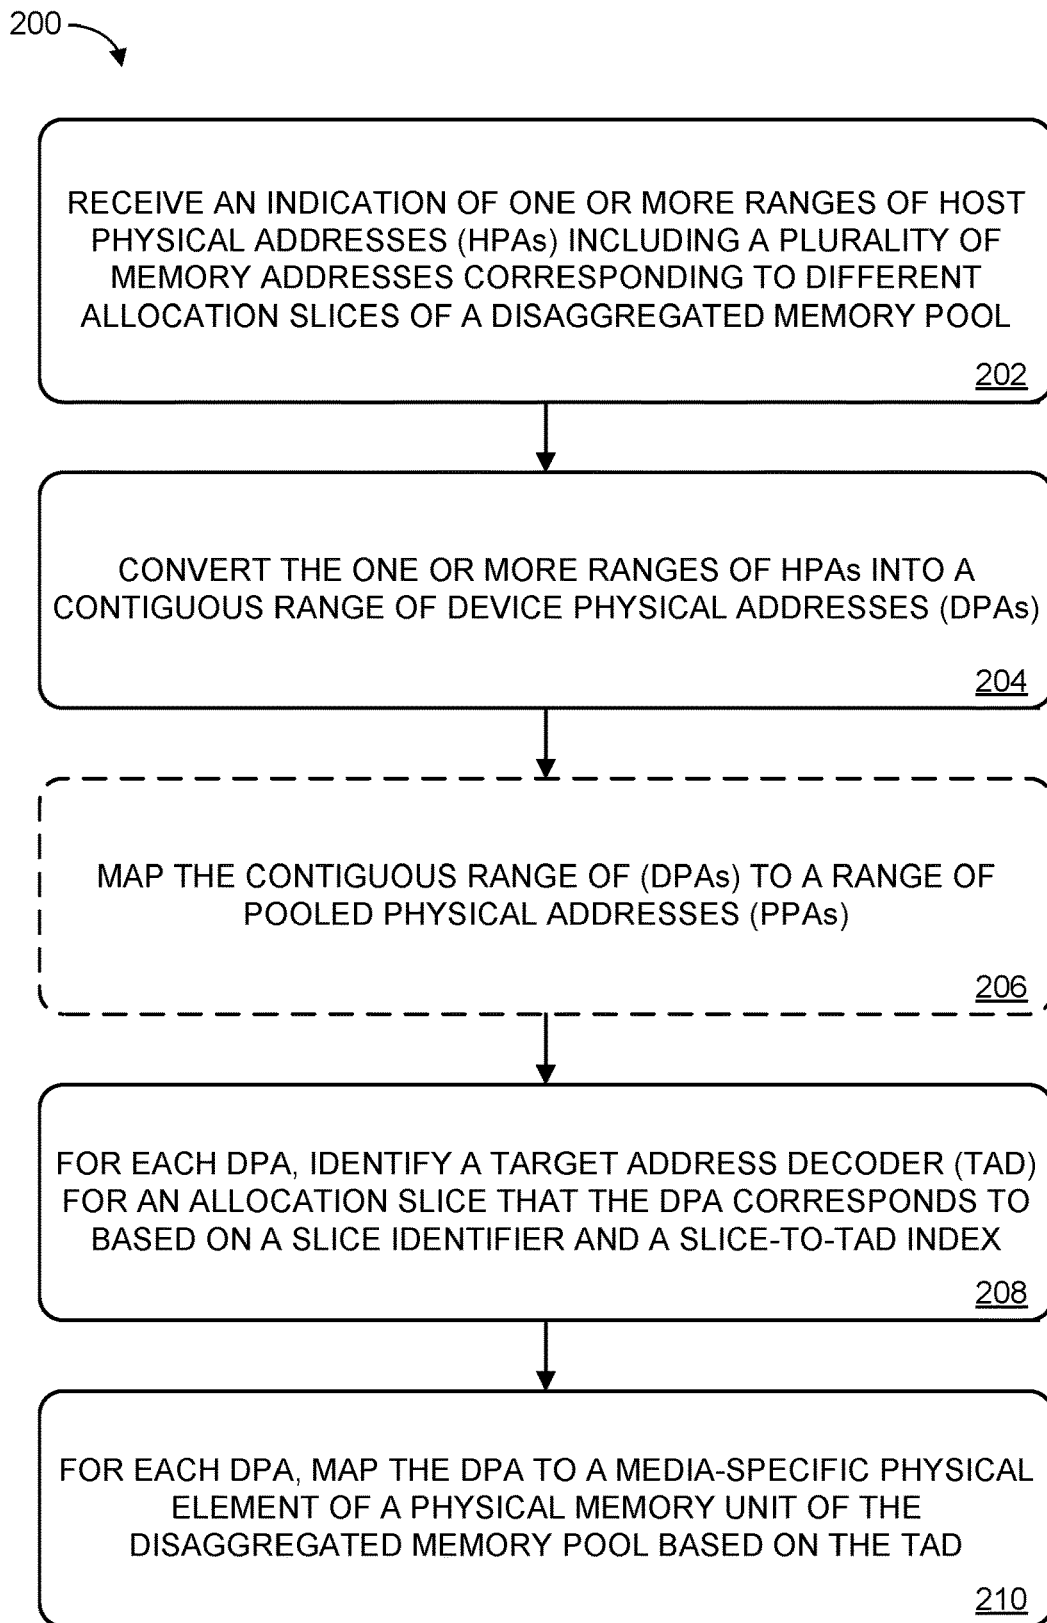 200
RECEIVE AN INDICATION OF ONE OR MORE RANGES OF HOST
PHYSICAL ADDRESSES (HPAs) INCLUDING A PLURALITY OF
MEMORY ADDRESSES CORRESPONDING TO DIFFERENT
ALLOCATION SLICES OF A DISAGGREGATED MEMORY POOL
202
CONVERT THE ONE OR MORE RANGES OF HPAs INTO A
CONTIGUOUS RANGE OF DEVICE PHYSICAL ADDRESSES (DPAs)
204
MAP THE CONTIGUOUS RANGE OF (DPAs) TO A RANGE OF
POOLED PHYSICAL ADDRESSES (PPAs)
206
FOR EACH DPA, IDENTIFY A TARGET ADDRESS DECODER (TAD)
FOR AN ALLOCATION SLICE THAT THE DPA CORRESPONDS TO
BASED ON A SLICE IDENTIFIER AND A SLICE-TO-TAD INDEX
208
FOR EACH DPA, MAP THE DPA TO A MEDIA-SPECIFIC PHYSICAL
ELEMENT OF A PHYSICAL MEMORY UNIT OF THE
DISAGGREGATED MEMORY POOL BASED ON THE TAD
210